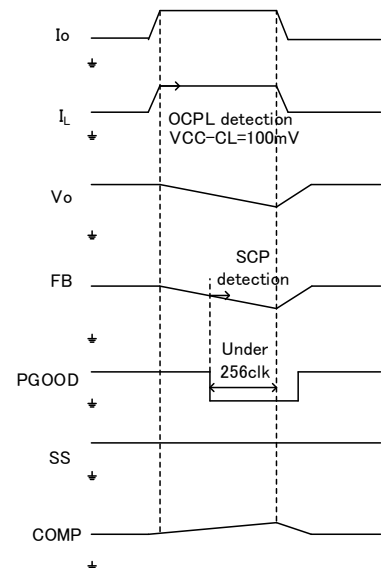 Io
IL
OCPL detection
VCC-CL=100mV
Vo
SCP
detection
FB
Under
256clk
PGOOD
SS
COMP